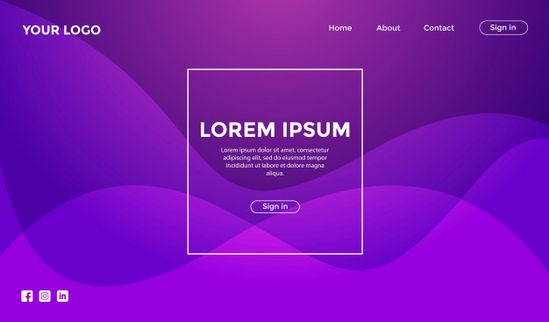 YOUR LOGO
Home About Contact Sign in
LOREM IPSUM
Lorem ipsum dolor sit amet, consectetur
adipiscing elit, sed do eiusmod tempor
incididunt ut labore et dolore magna
aliqua.
Sign in